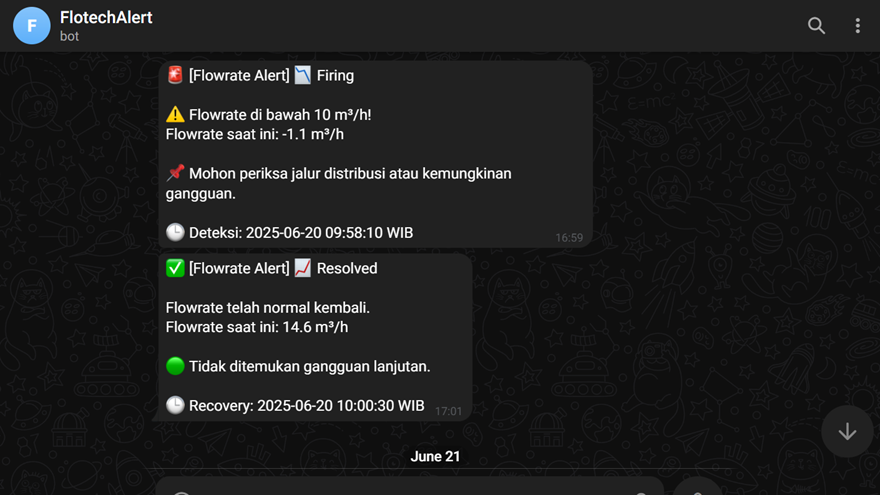 F
FlotechAlert
bot
[Flowrate Alert] Firing
Flowrate di bawah 10 m³/h!
Flowrate saat ini: -1.1 m³/h
Mohon periksa jalur distribusi atau kemungkinan
gangguan.
Deteksi: 2025-06-20 09:58:10 WIB
16:59
[Flowrate Alert] Resolved
Flowrate telah normal kembali.
Flowrate saat ini: 14.6 m³/h
Tidak ditemukan gangguan lanjutan.
Recovery: 2025-06-20 10:00:30 WIB
17:01
June 21